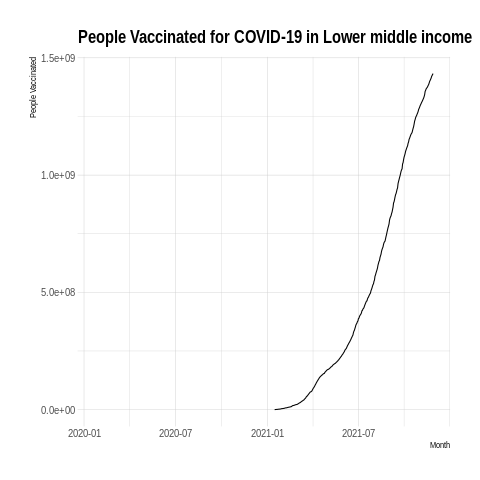 People Vaccinated for COVID-19 in Lower middle income
People Vaccinated
1.5e+09
1.0e+09
5.0e+08
0.0e+00
2020-01 2020-07 2021-01 2021-07
Month